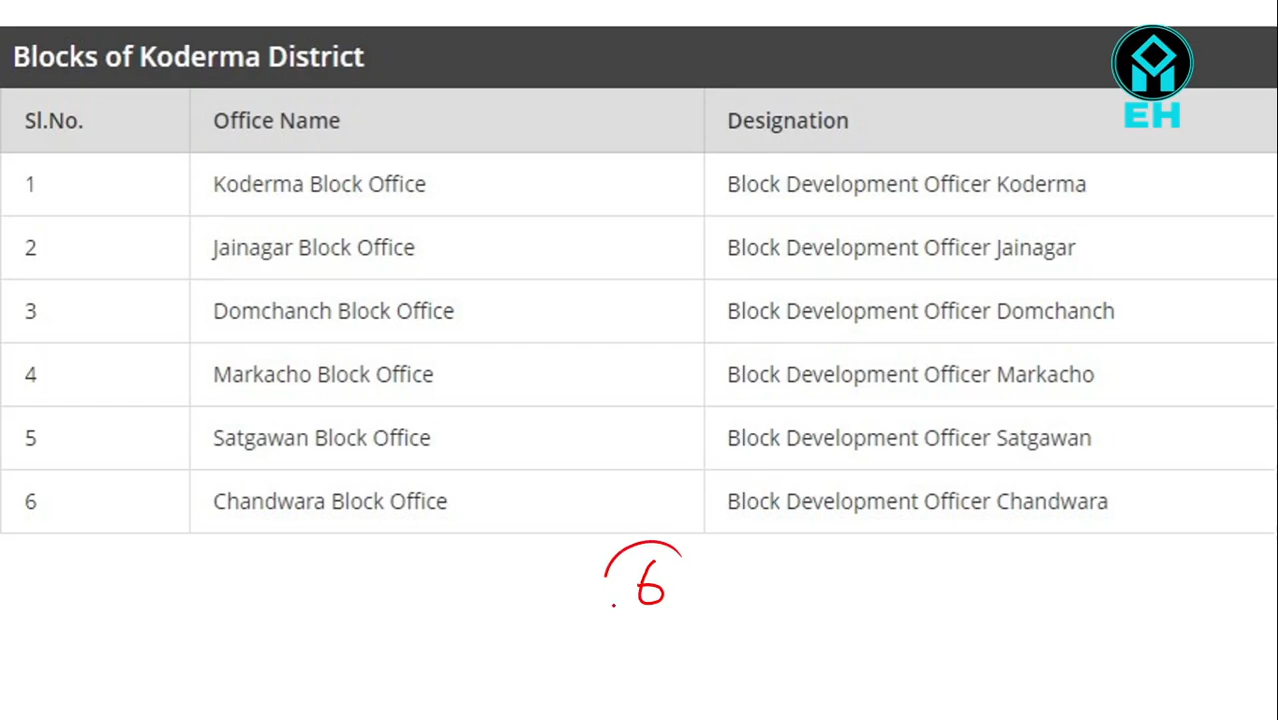 Blocks of Koderma District
EH
Sl.No. Office Name Designation
1 Koderma Block Office Block Development Officer Koderma
2 Jainagar Block Office Block Development Officer Jainagar
3 Domchanch Block Office Block Development Officer Domchanch
4 Markacho Block Office Block Development Officer Markacho
5 Satgawan Block Office Block Development Officer Satgawan
6 Chandwara Block Office Block Development Officer Chandwara
6